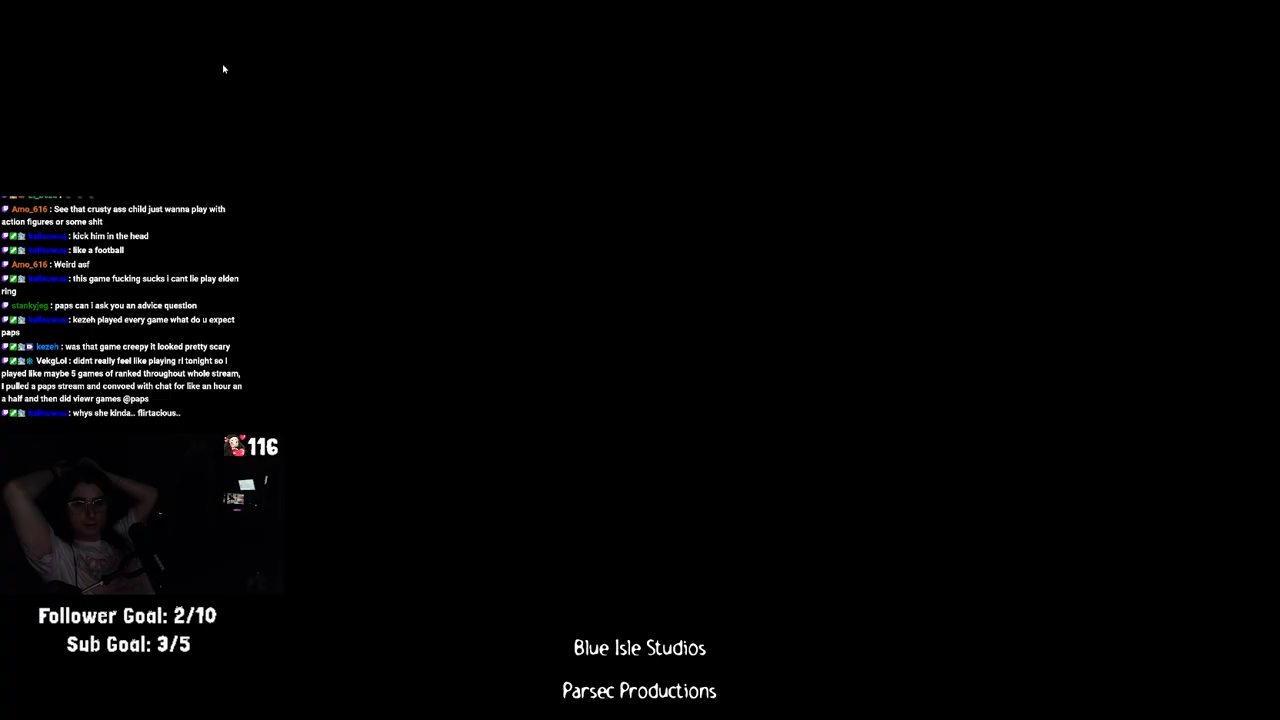 Amo_616 : See that crusty ass child just wanna play with
action figures or some shit
: kick him in the head
: like a football
Amo_616 : Weird asf
: this game fucking sucks i cant lie play elden
ring
stankyjeg : paps can i ask you an advice question
: kezeh played every game what do u expect
paps
kezeh : was that game creepy it looked pretty scary
VekgLol : didnt really feel like playing rl tonight so I
played like maybe 5 games of ranked throughout whole stream,
I pulled a paps stream and convoed with chat for like an hour an
a half and then did viewr games @paps
: whys she kinda.. flirtacious..
116
Follower Goal: 2/10
Sub Goal: 3/5
Blue Isle Studios
Parsec Productions